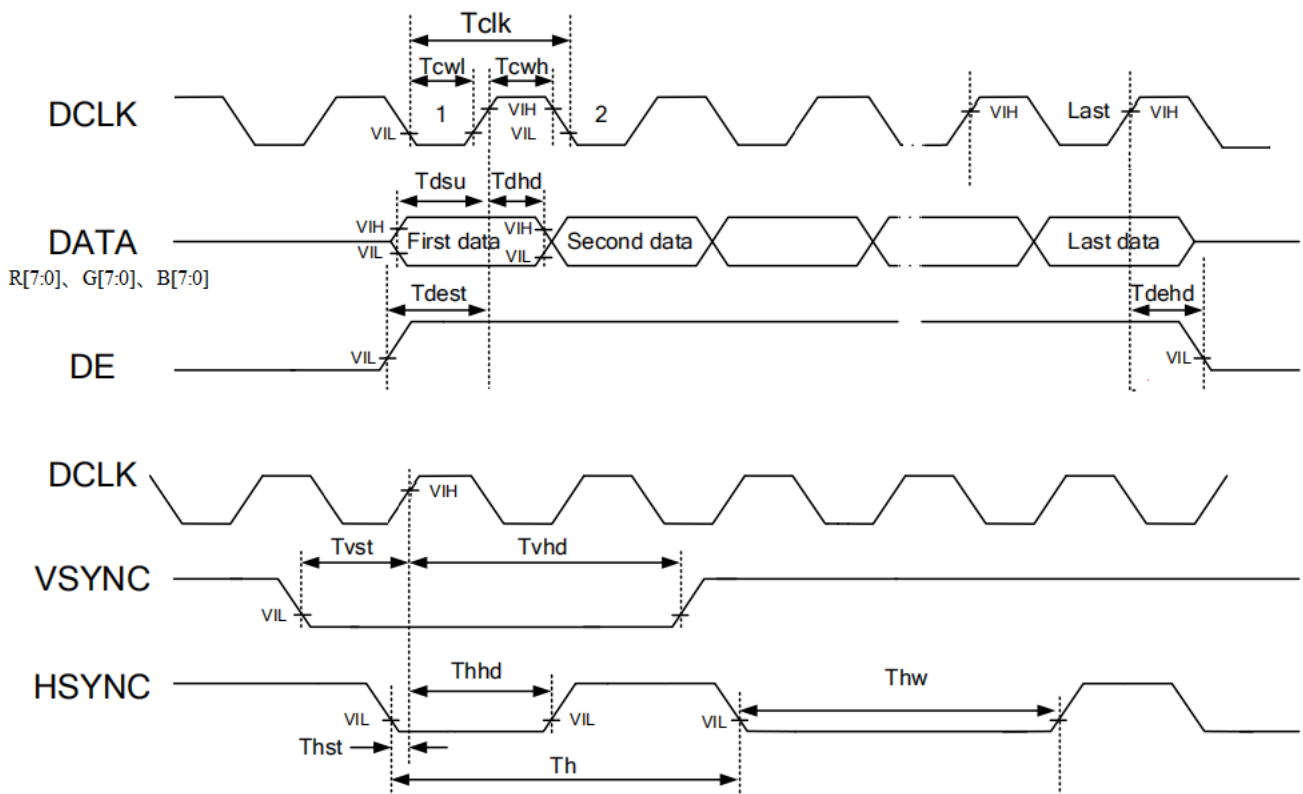 Tclk
Tcwl Tcwh
DCLK VIL 1 VIH VIL 2 VIH Last VIH
Tdsu Tdhd
DATA VIH VIL First data VIH VIL Second data Last data
R[7:0]、G[7:0]、B[7:0]
Tdest Tdehd
DE VIL VIL
DCLK VIH
Tvst Tvhd
VSYNC VIL
HSYNC Thhd Thw
VIL VIL VIL
Thst
Th